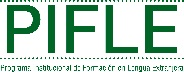 PIFLE
Programa Institucional de Formación en Lengua Extranjera